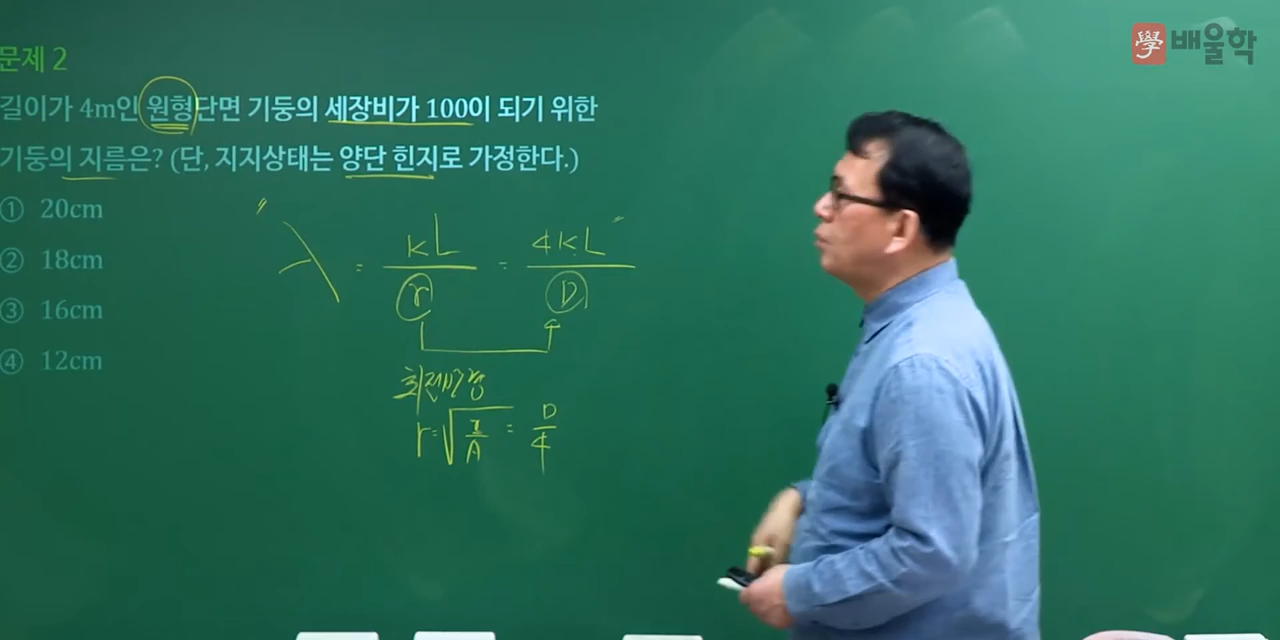 學 배울학
문제 2
길이가 4m인 원형단면 기둥의 세장비가 100이 되기 위한
기둥의 지름은? (단, 지지상태는 양단 힌지로 가정한다.)
① 20cm
② 18cm
③ 16cm
④ 12cm
" λ = KL/r = 4KL/D "
회전반경
r = √I/A = D/4